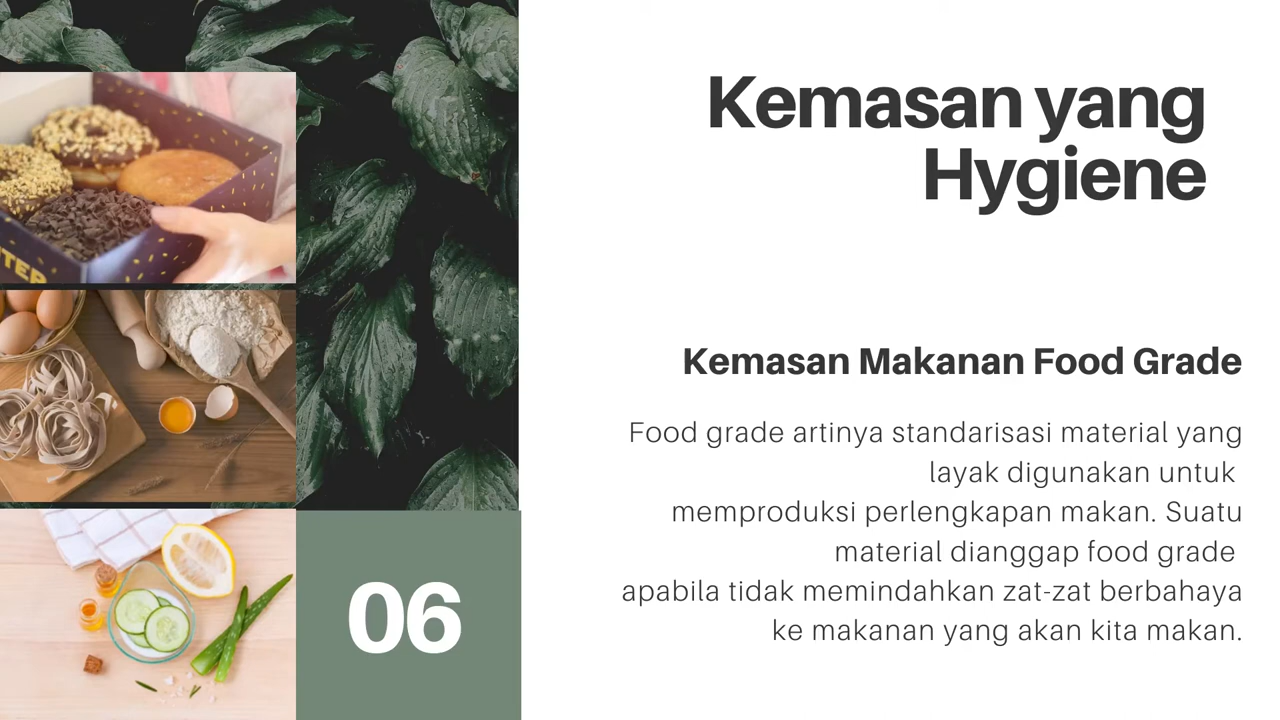 Kemasan yang
Hygiene
Kemasan Makanan Food Grade
Food grade artinya standarisasi material yang
layak digunakan untuk
memproduksi perlengkapan makan. Suatu
material dianggap food grade
apabila tidak memindahkan zat-zat berbahaya
ke makanan yang akan kita makan.
06